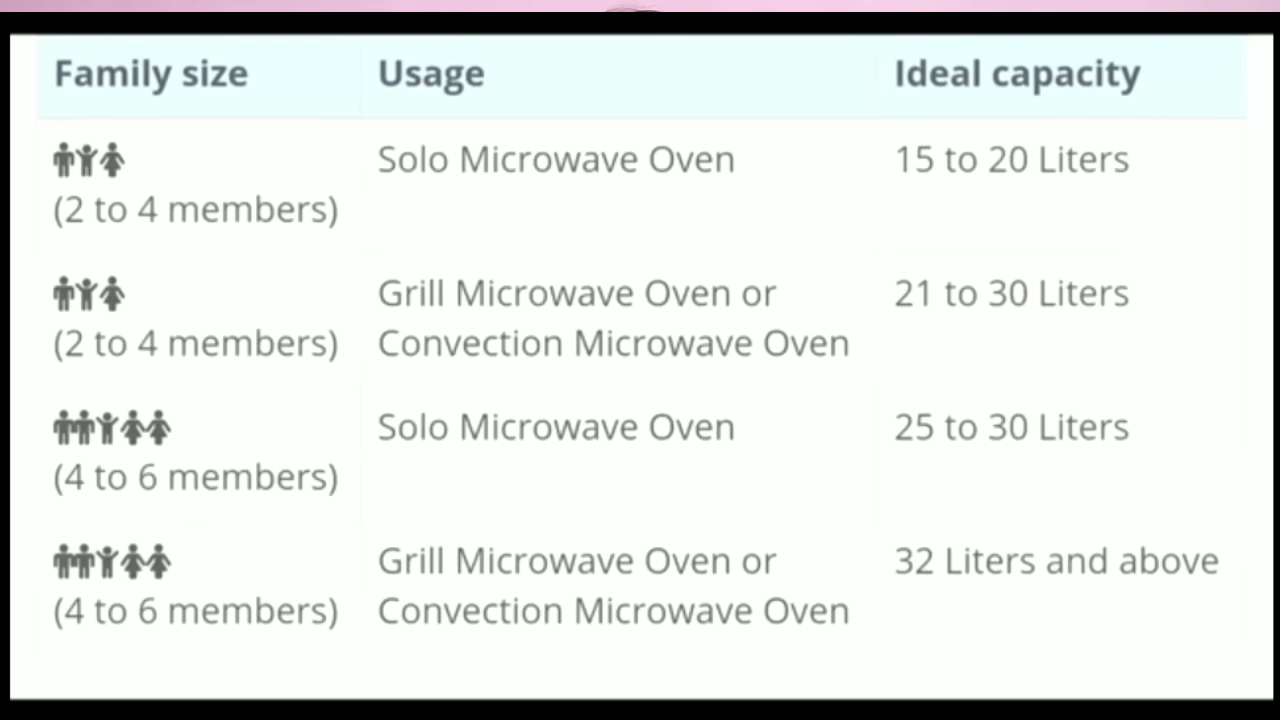 Family size Usage Ideal capacity
Solo Microwave Oven 15 to 20 Liters
(2 to 4 members)
Grill Microwave Oven or 21 to 30 Liters
(2 to 4 members) Convection Microwave Oven
Solo Microwave Oven 25 to 30 Liters
(4 to 6 members)
Grill Microwave Oven or 32 Liters and above
(4 to 6 members) Convection Microwave Oven